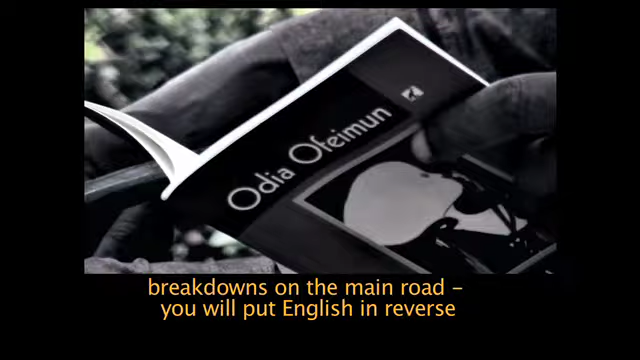 Odia Ofeimun
breakdowns on the main road –
you will put English in reverse